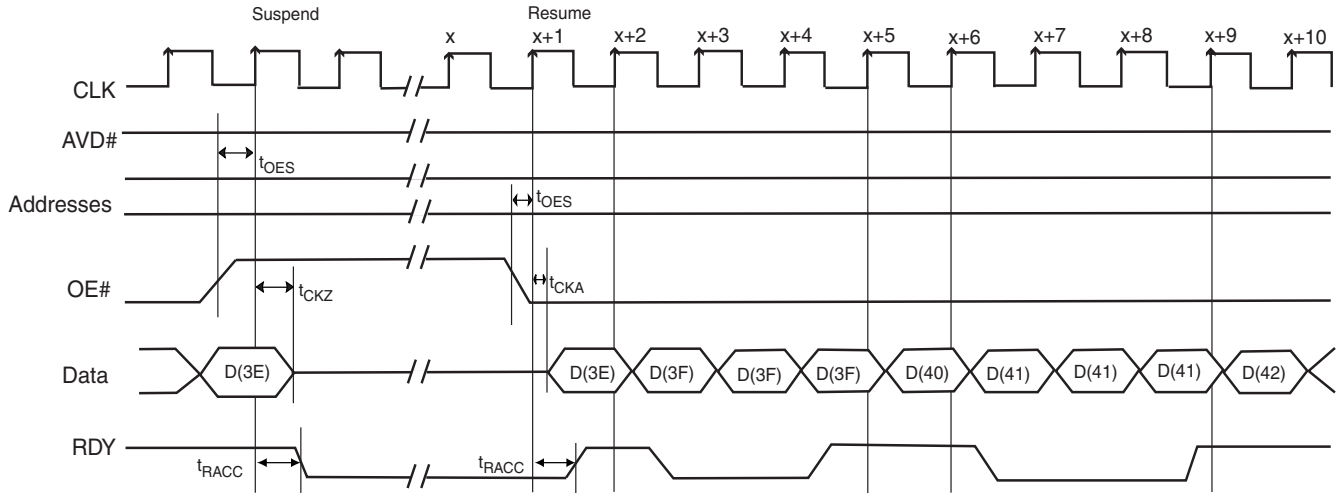 Suspend Resume
x x+1 x+2 x+3 x+4 x+5 x+6 x+7 x+8 x+9 x+10
CLK
AVD#
tOES
Addresses
tOES
OE#
tCKZ
tCKA
Data
D(3E) D(3E) D(3F) D(3F) D(3F) D(40) D(41) D(41) D(41) D(42)
RDY
tRACC tRACC